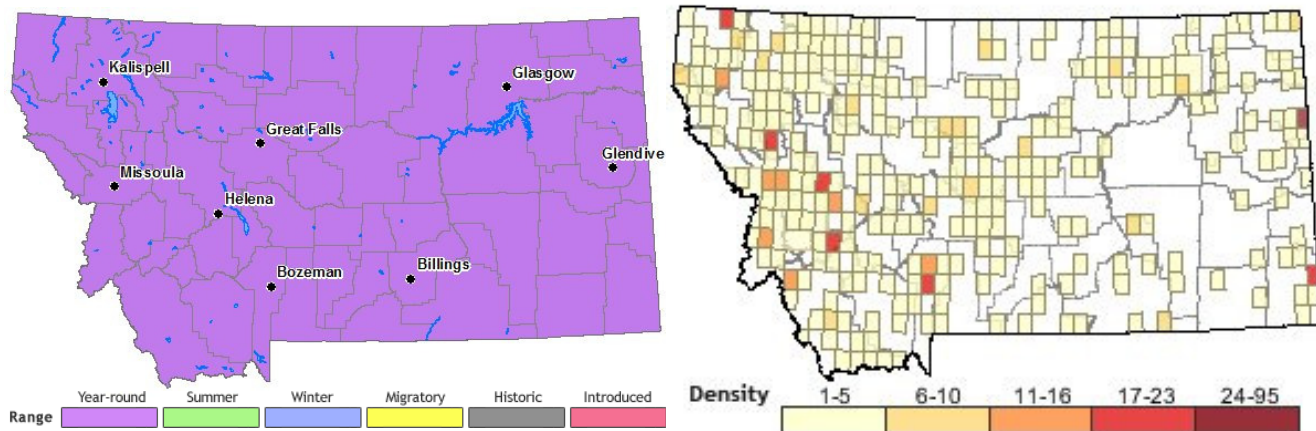 Kalispell
Glasgow
Great Falls
Glendive
Missoula
Helena
Bozeman
Billings
Year-round Summer Winter Migratory Historic Introduced
Range
Density 1-5 6-10 11-16 17-23 24-95